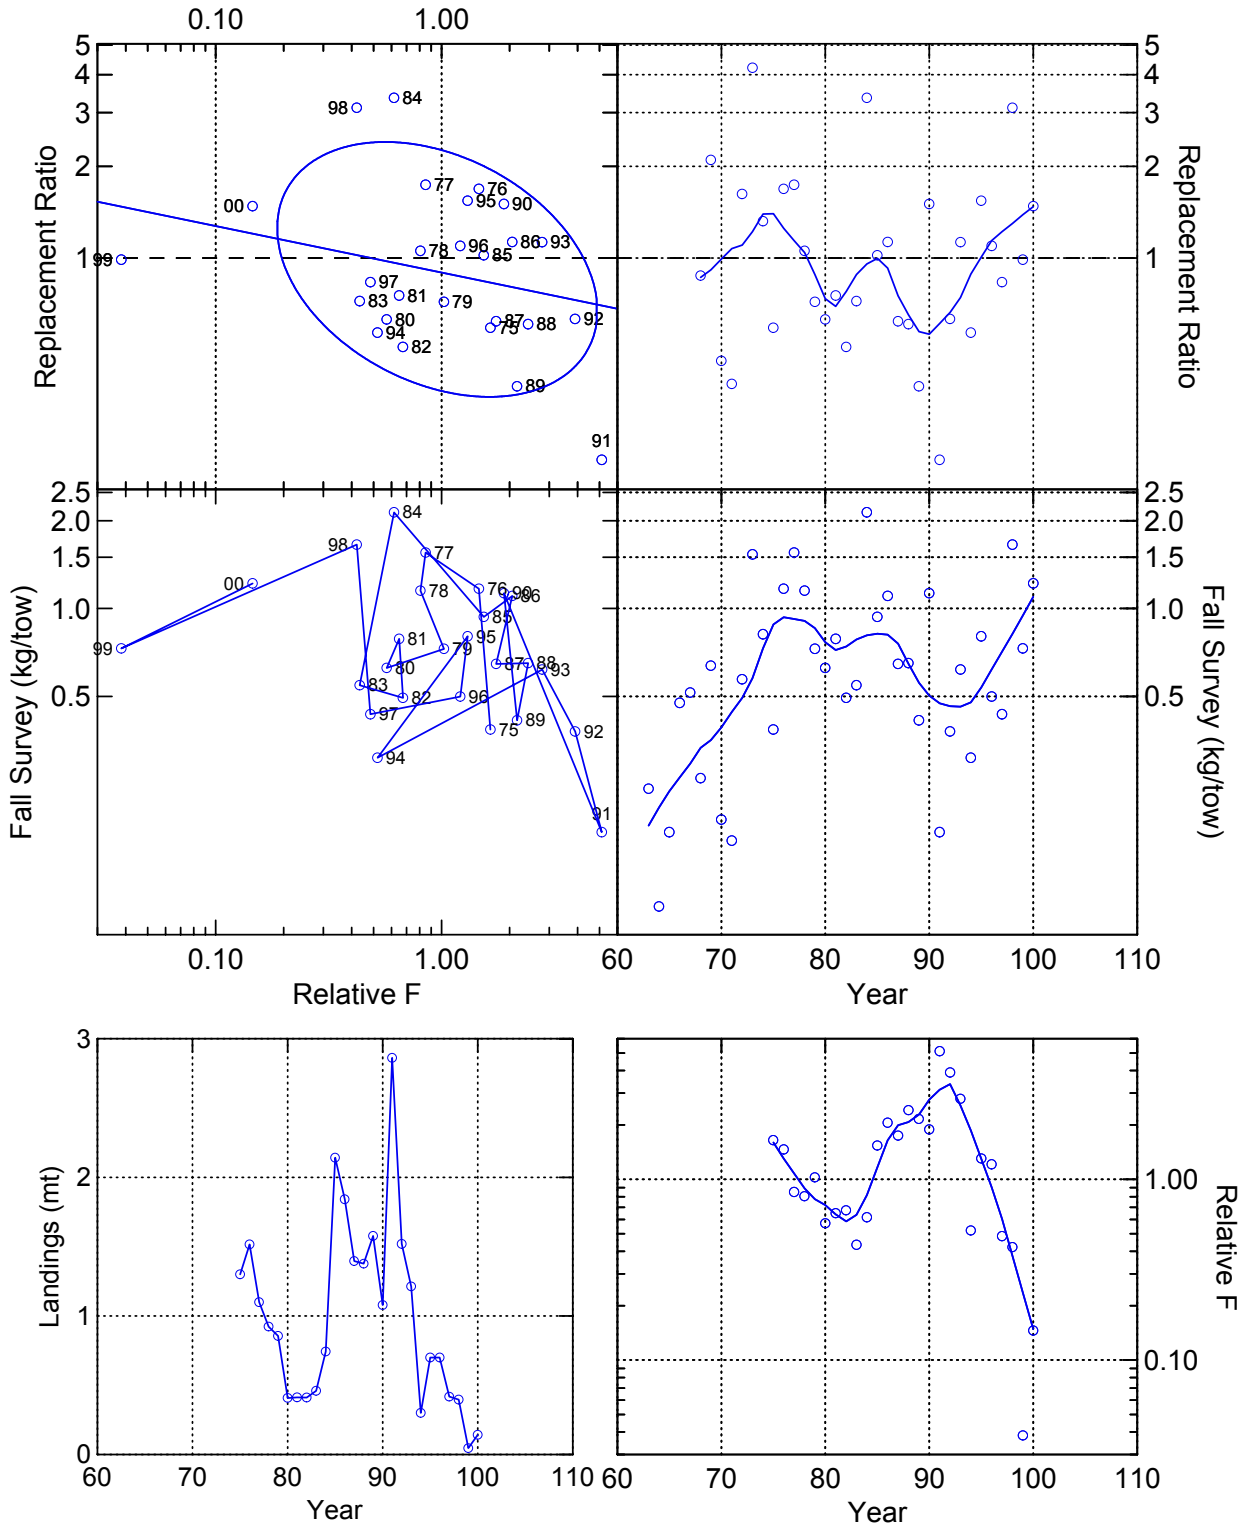 0.10 1.00
5
4
3
2
1
Replacement Ratio
98 84
77 76
95 90
00
78 96 86 93
85
99
97
83 81 79
80 87 88 92
94 75
82
89
91
5
4
3
2
1
Replacement Ratio
2.5
2.0
1.5
1.0
0.5
Fall Survey (kg/tow)
84
98 77
00 78 76 90
86
85
81 95
99 79
80 87 88
93
83 82 96
97 89
75 92
94
91
0.10 1.00
Relative F
2.5
2.0
1.5
1.0
0.5
Fall Survey (kg/tow)
60 70 80 90 100 110
Year
3
2
1
0
Landings (mt)
60 70 80 90 100 110
Year
1.00
0.10
Relative F
60 70 80 90 100 110
Year